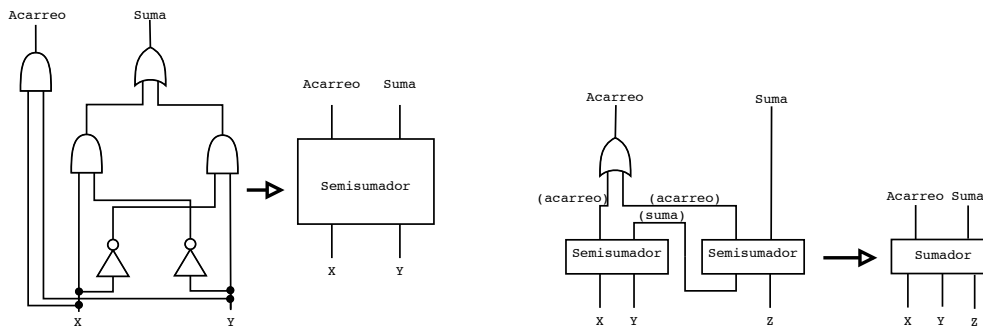 Acarreo
Suma
X
Y
Acarreo
Suma
Semisumador
X
Y
Acarreo
Suma
(acarreo)
(acarreo)
(suma)
Semisumador
Semisumador
X
Y
Z
Acarreo
Suma
Sumador
X
Y
Z